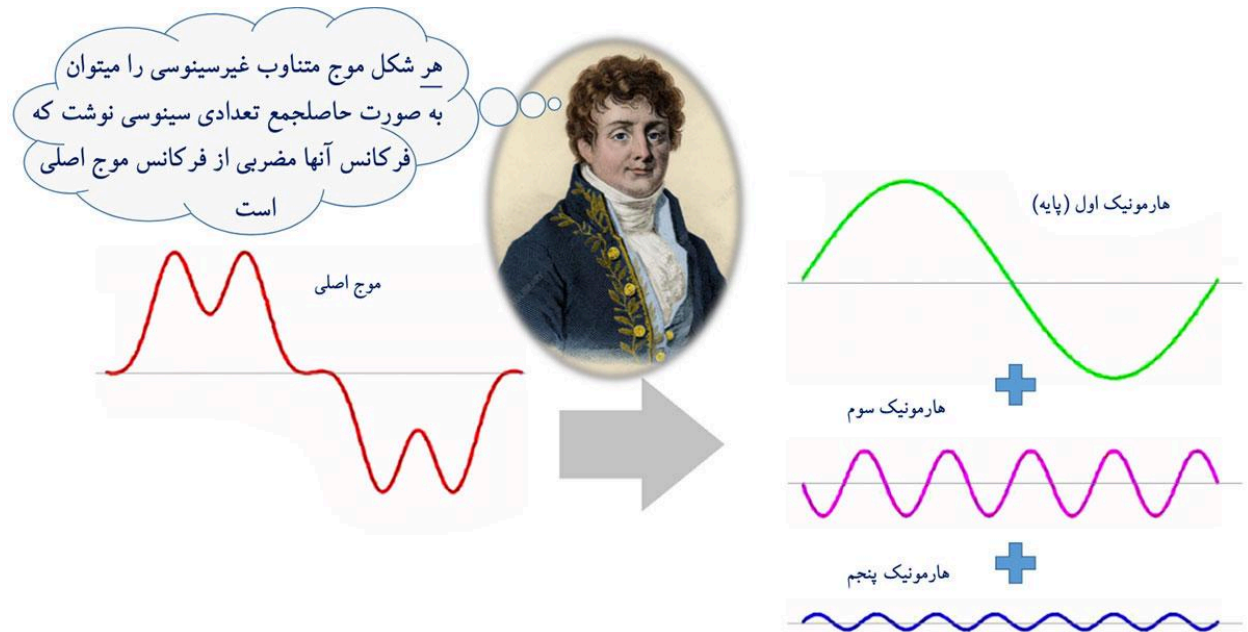 هر شکل موج متناوب غیرسینوسی را میتوان
به صورت حاصلجمع تعدادی سینوسی نوشت که
فرکانس آنها مضربی از فرکانس موج اصلی
است
موج اصلی
هارمونیک اول (پایه)
هارمونیک سوم
هارمونیک پنجم